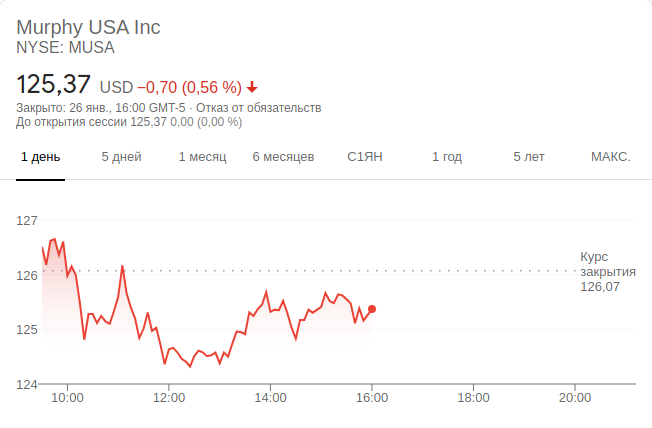 Murphy USA Inc
NYSE: MUSA
125,37 USD −0,70 (0,56 %)
Закрыто: 26 янв., 16:00 GMT-5 · Отказ от обязательств
До открытия сессии 125,37 0,00 (0,00 %)
1 день 5 дней 1 месяц 6 месяцев С1ЯН 1 год 5 лет МАКС.
127
126
125
124
Курс
закрытия
126,07
10:00 12:00 14:00 16:00 18:00 20:00